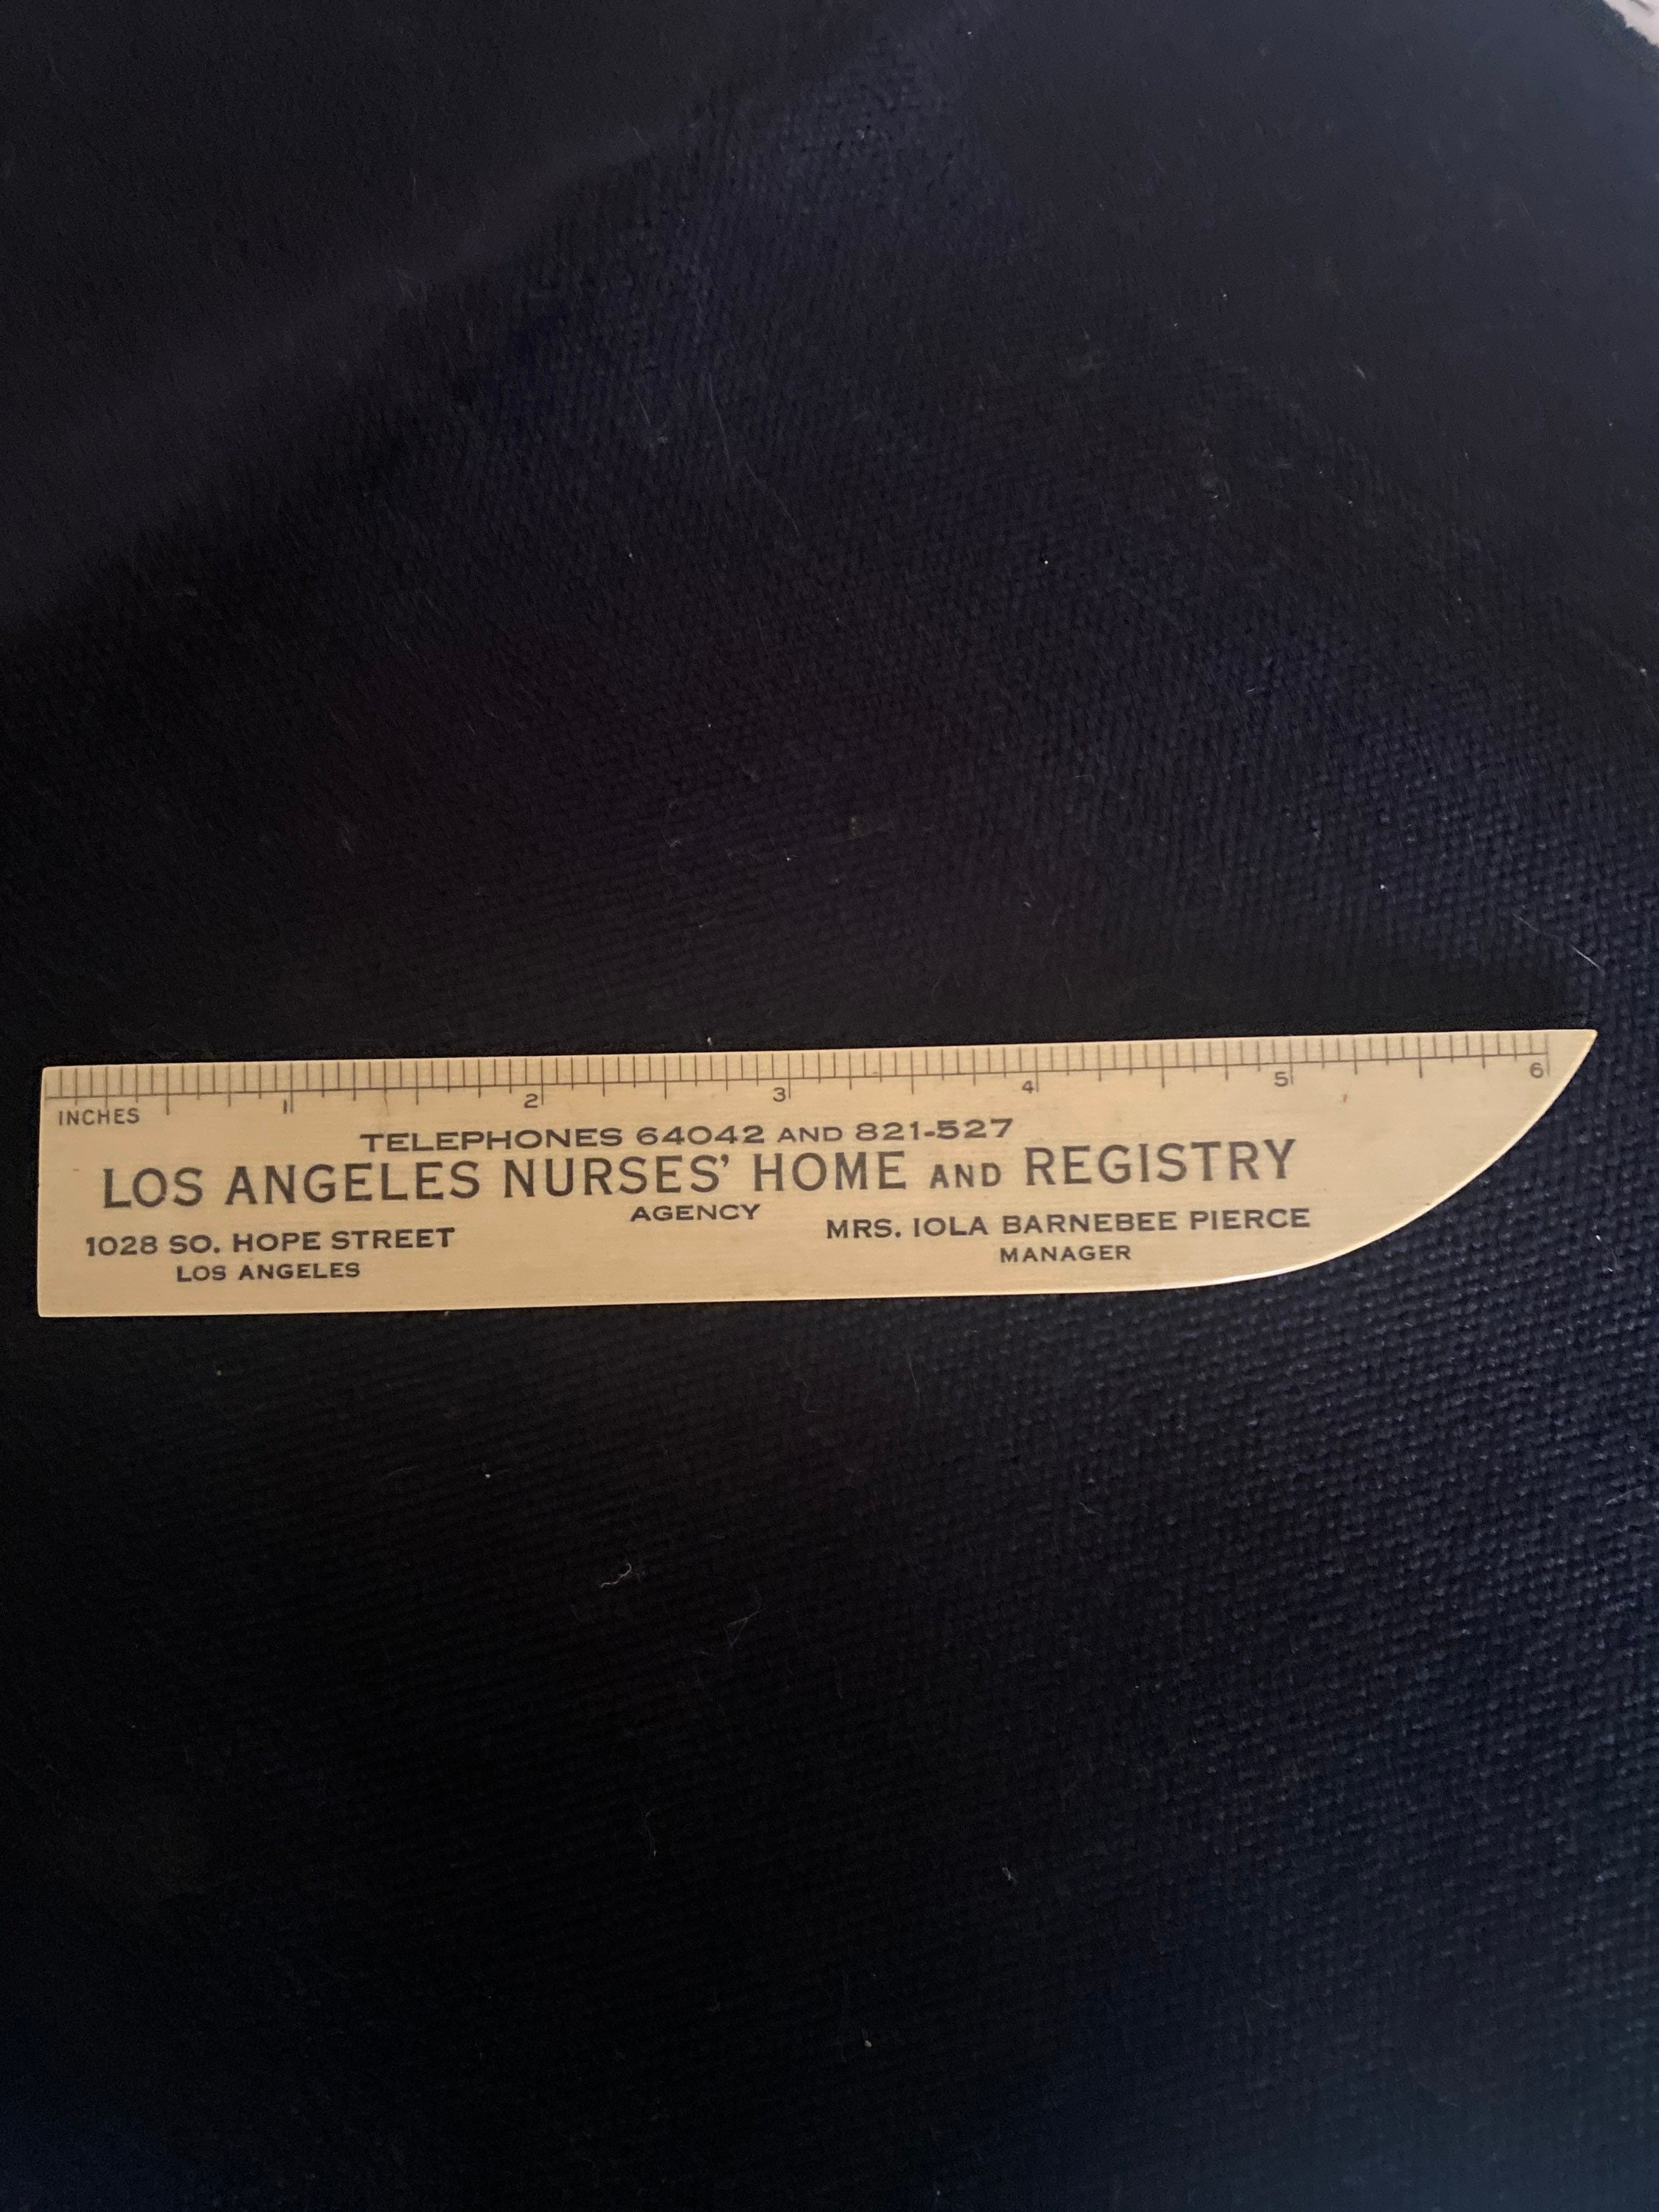 1 2 3 4 5 6
INCHES
TELEPHONES 64042 AND 821-527
LOS ANGELES NURSES' HOME AND REGISTRY
AGENCY
1028 SO. HOPE STREET
LOS ANGELES
MRS. IOLA BARNEBEE PIERCE
MANAGER